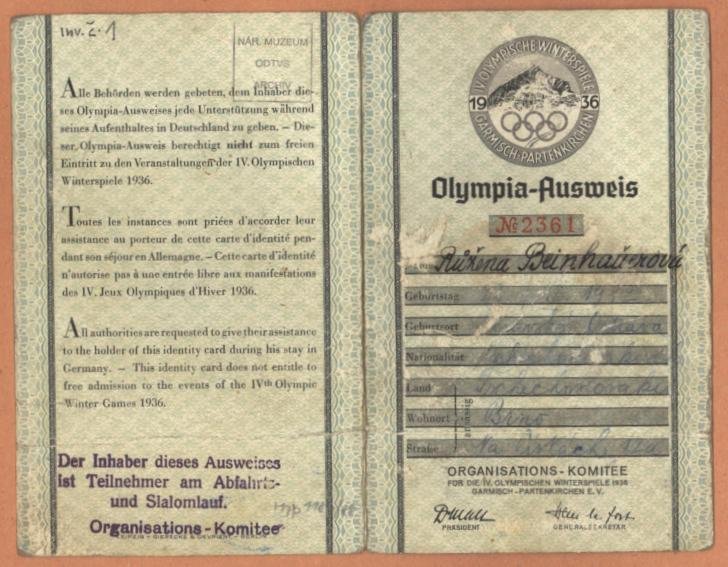 Inv. č. 1
NÁR. MUZEUM
ODTVS
ARCHIV
Alle Behörden werden gebeten, dem Inhaber die-
ses Olympia-Ausweises jede Unterstützung während
seines Aufenthaltes in Deutschland zu geben. – Die-
ser Olympia-Ausweis berechtigt nicht zum freien
Eintritt zu den Veranstaltungen der IV. Olympischen
Winterspiele 1936.
Toutes les instances sont priées d'accorder leur
assistance au porteur de cette carte d'identité pen-
dant son séjour en Allemagne. – Cette carte d'identité
n'autorise pas à une entrée libre aux manifestations
des IV. Jeux Olympiques d'Hiver 1936.
All authorities are requested to give their assistance
to the holder of this identity card during his stay in
Germany. – This identity card does not entitle to
free admission to the events of the IVth Olympic
Winter Games 1936.
Der Inhaber dieses Ausweises
ist Teilnehmer am Abfahrts-
und Slalomlauf.
Organisations-Komitee
LEIPZIG – GIESECKE & DEVRIENT – BERLIN
IV. OLYMPISCHE WINTERSPIELE
1936
GARMISCH-PARTENKIRCHEN
Olympia-Ausweis
№ 2361
Růžena Beinhauerová
Geburtstag
Geburtsort
Nationalität
Land
Wohnort Brno
Straße
ansässig
ORGANISATIONS-KOMITEE
FÜR DIE IV. OLYMPISCHEN WINTERSPIELE 1936
GARMISCH-PARTENKIRCHEN E. V.
PRÄSIDENT GENERALSEKRETÄR